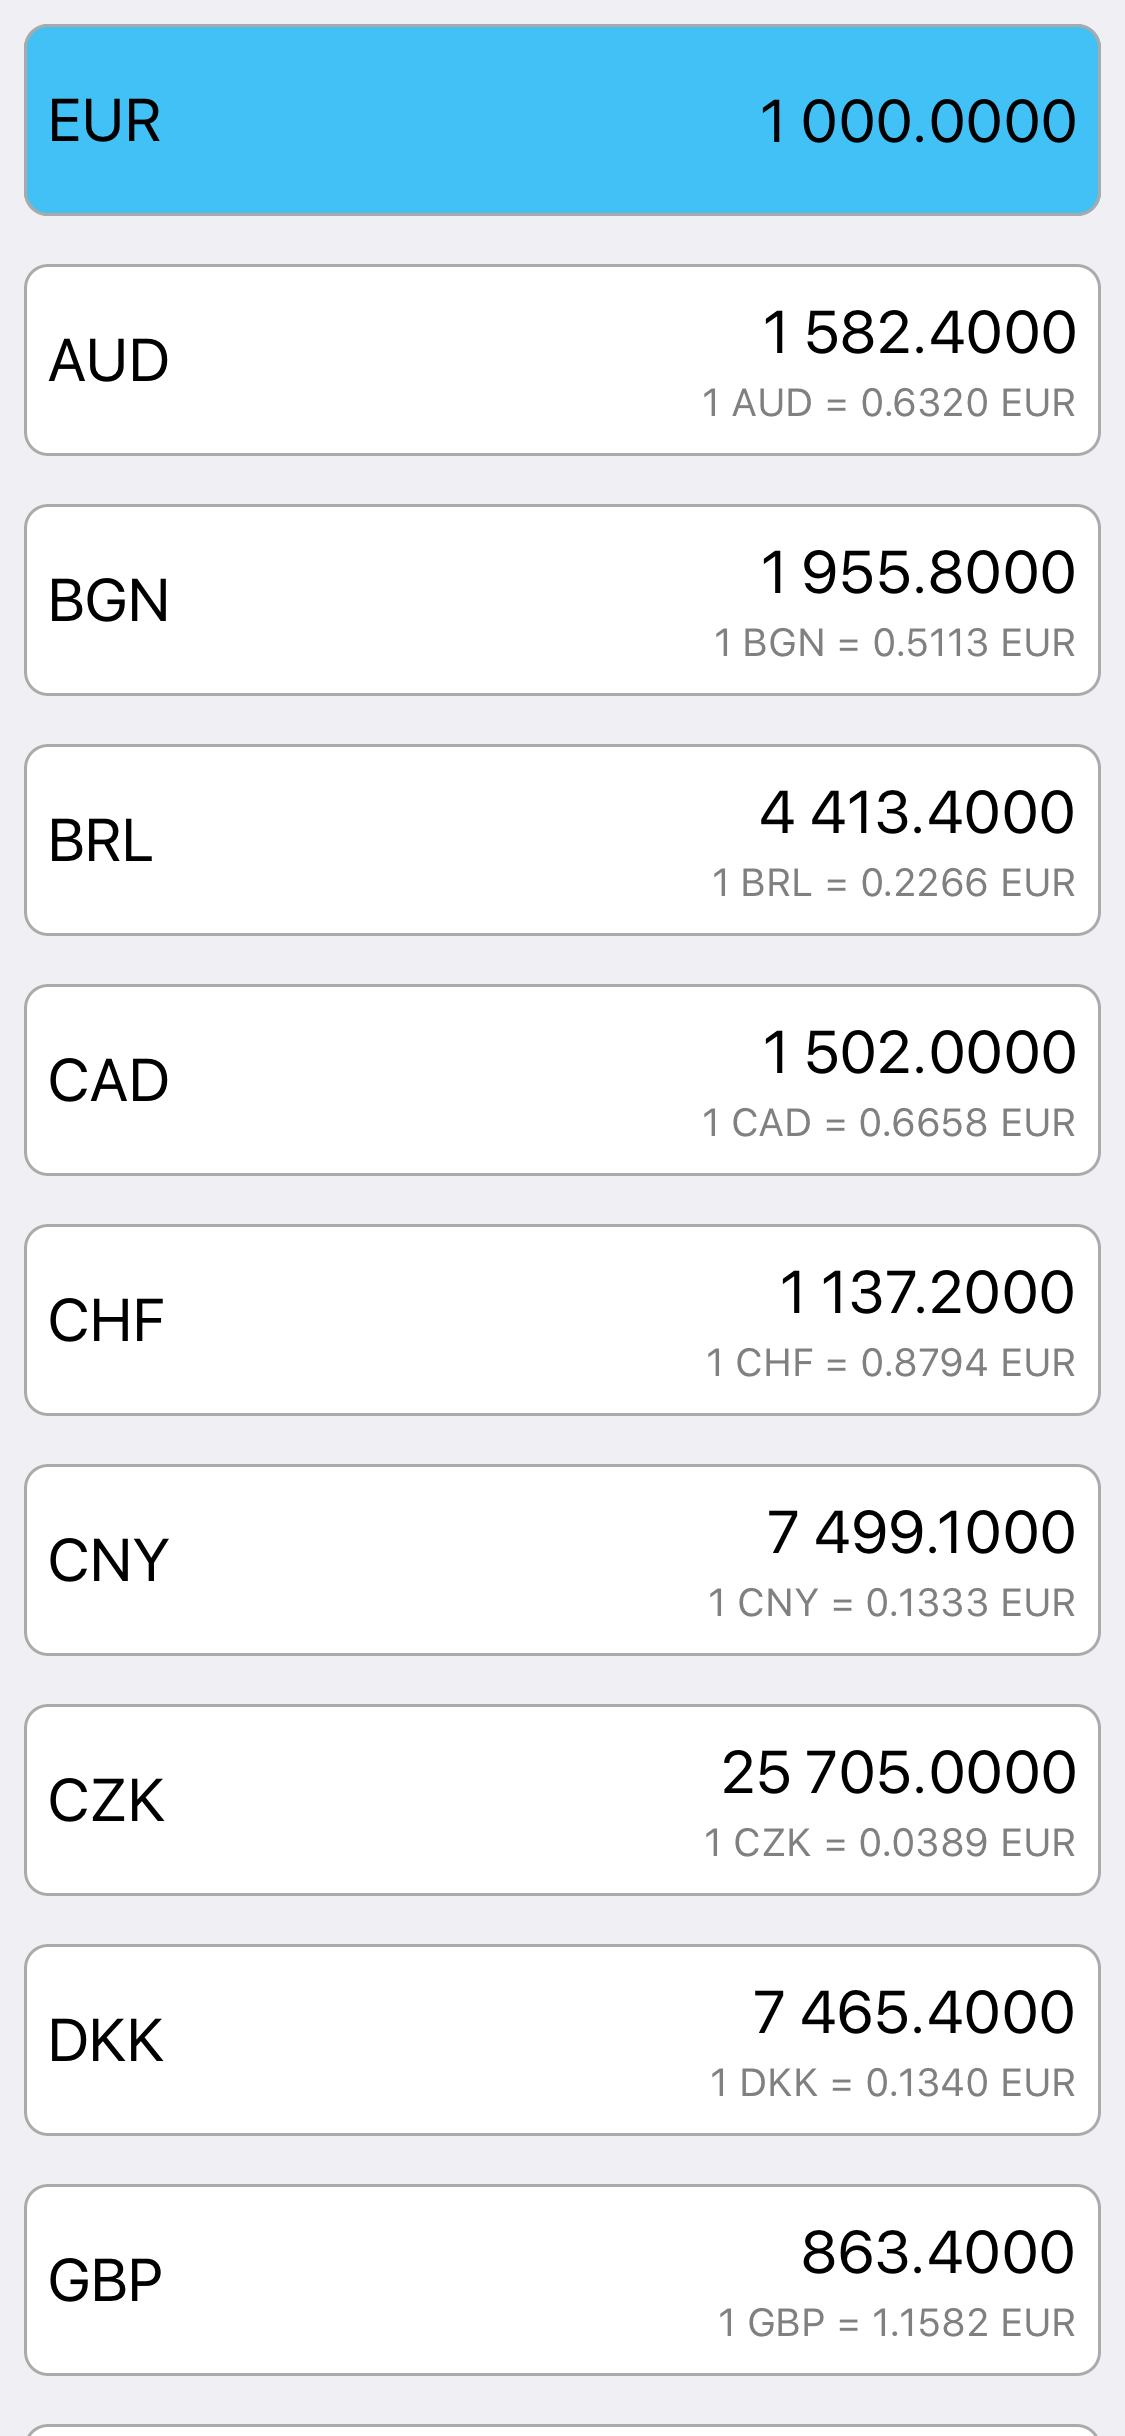 EUR 1 000.0000
AUD 1 582.4000
1 AUD = 0.6320 EUR
BGN 1 955.8000
1 BGN = 0.5113 EUR
BRL 4 413.4000
1 BRL = 0.2266 EUR
CAD 1 502.0000
1 CAD = 0.6658 EUR
CHF 1 137.2000
1 CHF = 0.8794 EUR
CNY 7 499.1000
1 CNY = 0.1333 EUR
CZK 25 705.0000
1 CZK = 0.0389 EUR
DKK 7 465.4000
1 DKK = 0.1340 EUR
GBP 863.4000
1 GBP = 1.1582 EUR